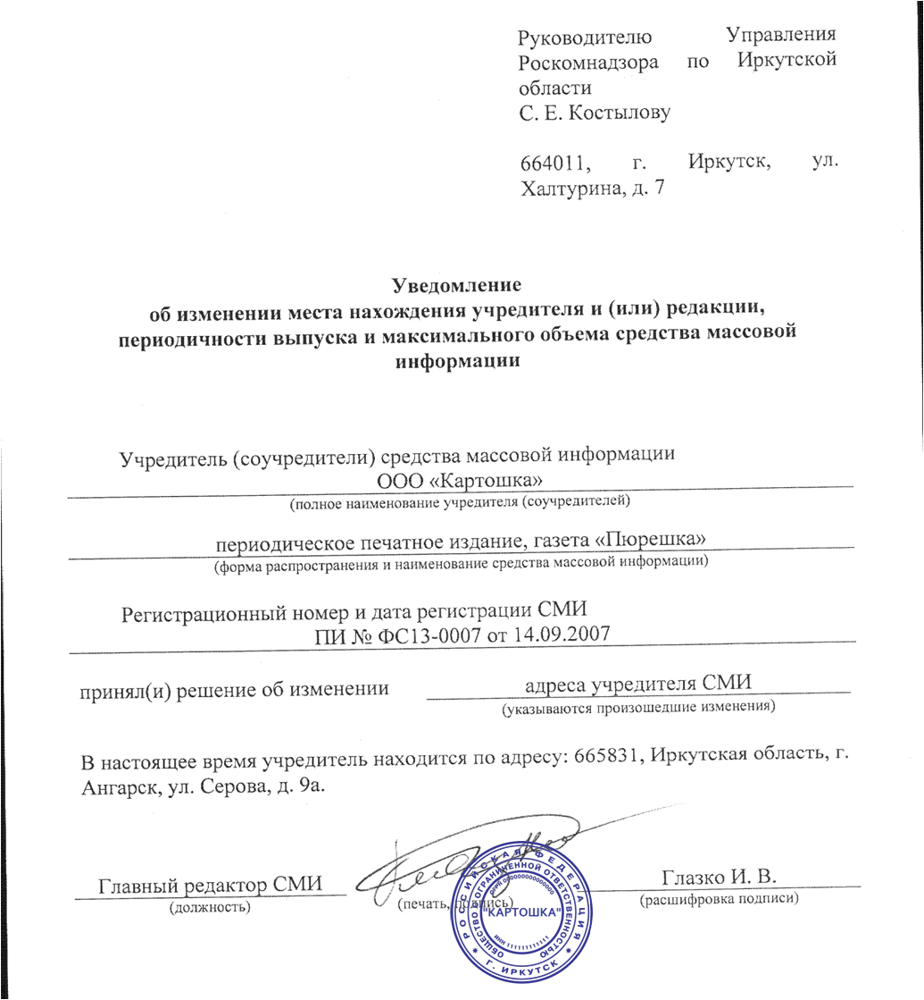 Руководителю Управления
Роскомнадзора по Иркутской
области
С. Е. Костылову
664011, г. Иркутск, ул.
Халтурина, д. 7
Уведомление
об изменении места нахождения учредителя и (или) редакции,
периодичности выпуска и максимального объема средства массовой
информации
Учредитель (соучредители) средства массовой информации
ООО «Картошка»
(полное наименование учредителя (соучредителей)
периодическое печатное издание, газета «Пюрешка»
(форма распространения и наименование средства массовой информации)
Регистрационный номер и дата регистрации СМИ
ПИ № ФС13-0007 от 14.09.2007
принял(и) решение об изменении адреса учредителя СМИ
(указываются произошедшие изменения)
В настоящее время учредитель находится по адресу: 665831, Иркутская область, г.
Ангарск, ул. Серова, д. 9а.
Главный редактор СМИ Глазко И. В.
(должность) (печать, подпись) (расшифровка подписи)
РОССИЙСКАЯ ФЕДЕРАЦИЯ
ОБЩЕСТВО С ОГРАНИЧЕННОЙ ОТВЕТСТВЕННОСТЬЮ
"КАРТОШКА"
* Г. ИРКУТСК *